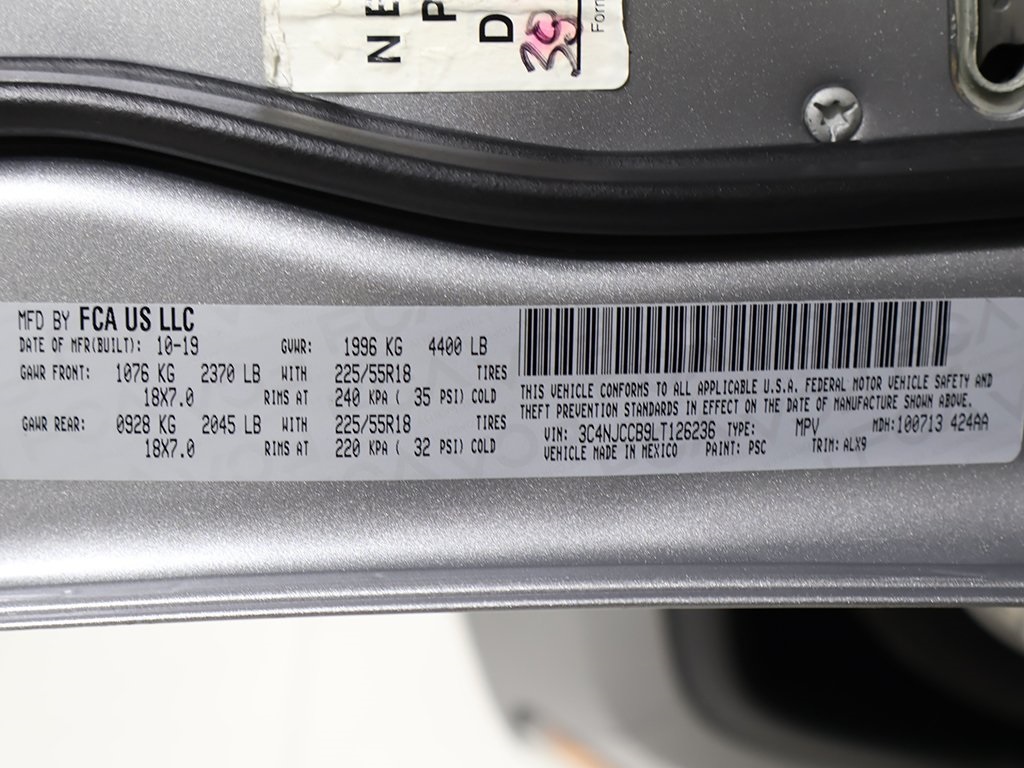 N E
P
D
For
MFD BY FCA US LLC
DATE OF MFR(BUILT): 10-19 GVWR: 1996 KG 4400 LB
GAWR FRONT: 1076 KG 2370 LB WITH 225/55R18 TIRES
18X7.0 RIMS AT 240 KPA ( 35 PSI) COLD
GAWR REAR: 0928 KG 2045 LB WITH 225/55R18 TIRES
18X7.0 RIMS AT 220 KPA ( 32 PSI) COLD
THIS VEHICLE CONFORMS TO ALL APPLICABLE U.S.A. FEDERAL MOTOR VEHICLE SAFETY AND
THEFT PREVENTION STANDARDS IN EFFECT ON THE DATE OF MANUFACTURE SHOWN ABOVE.
VIN: 3C4NJCCB9LT126236 TYPE: MPV MDH:100713 424AA
VEHICLE MADE IN MEXICO PAINT: PSC TRIM: ALX9